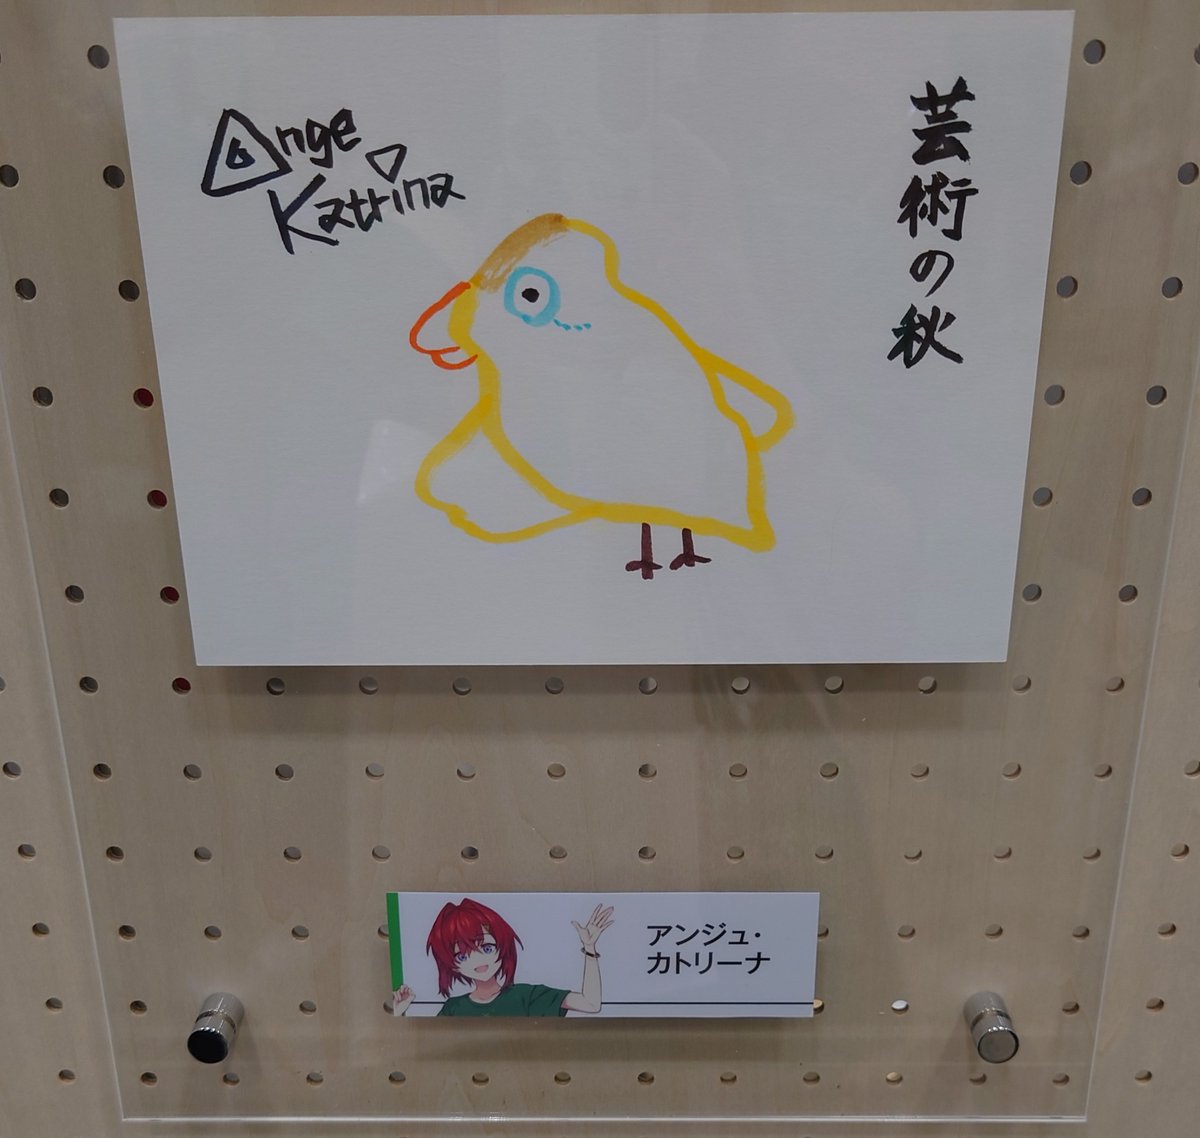 Ange
Katrina
芸術の秋
アンジュ・
カトリーナ